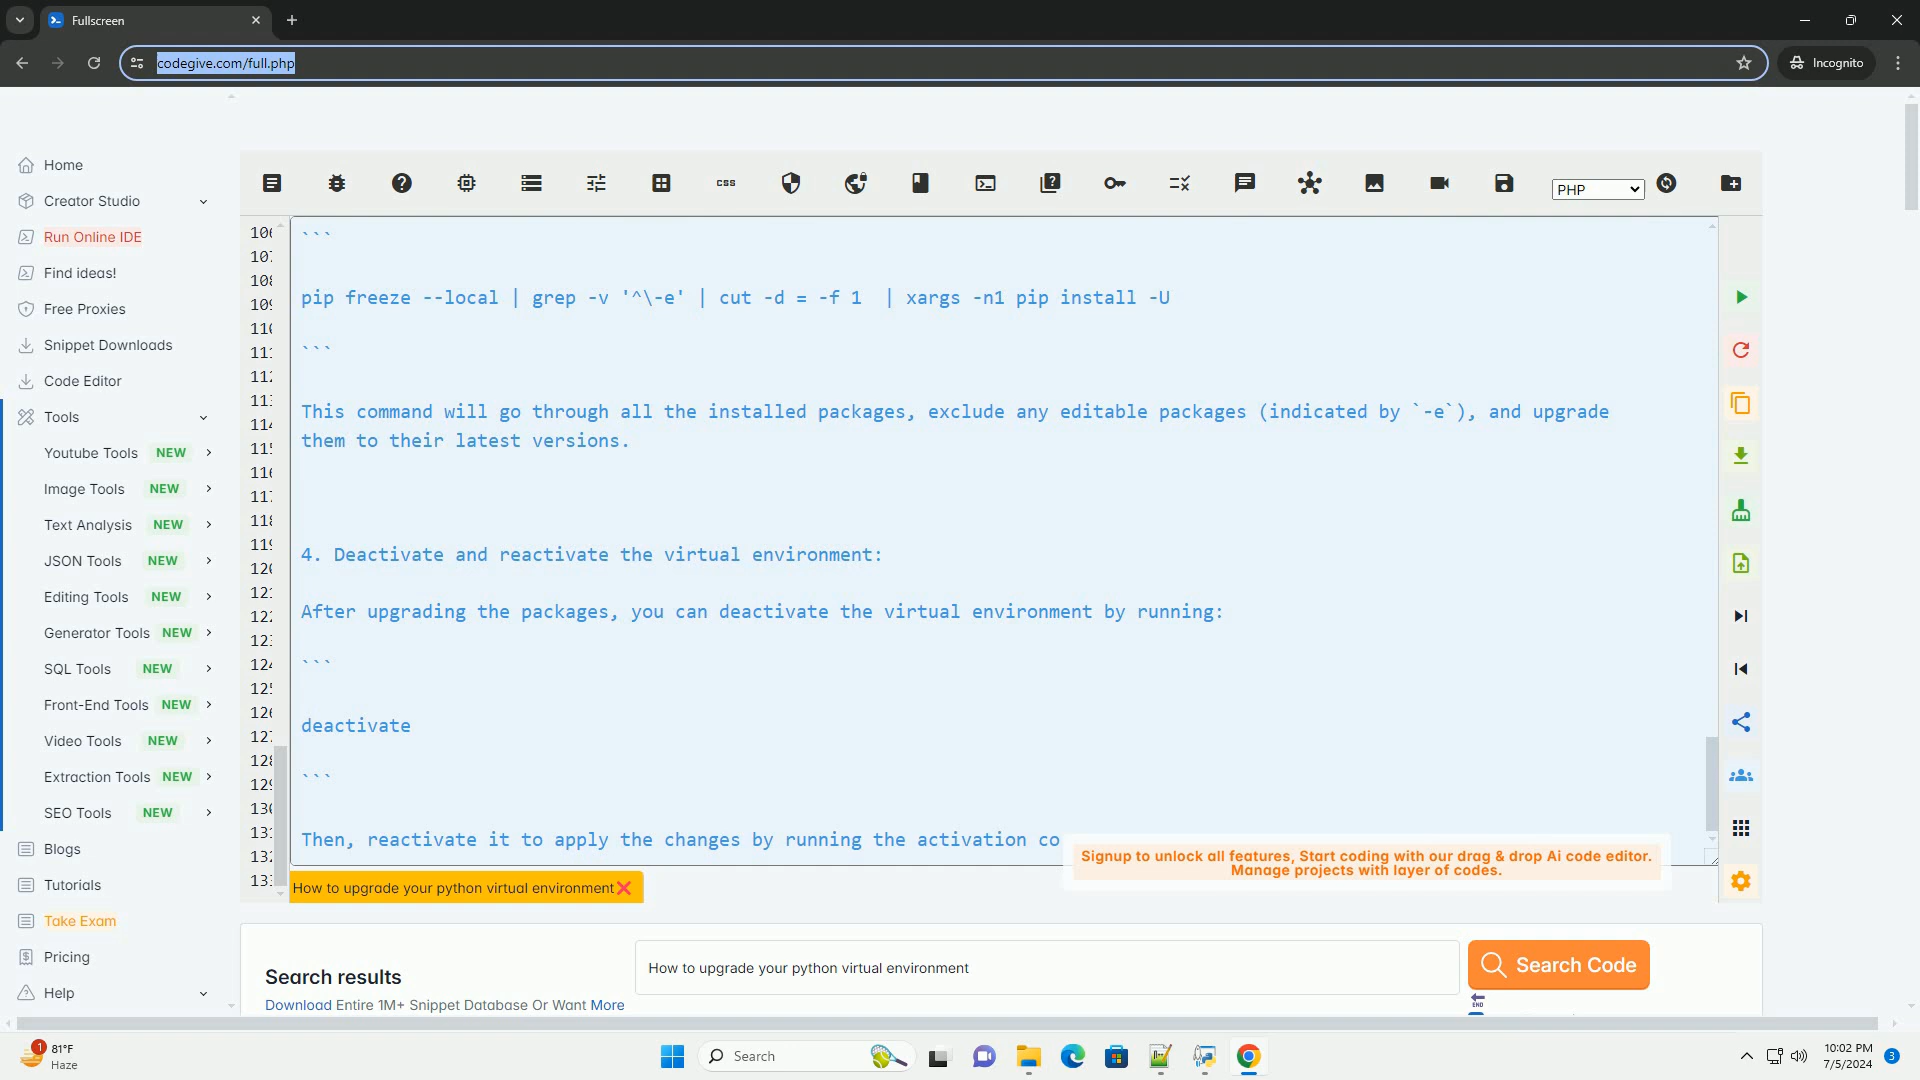 Fullscreen
codegive.com/full.php
Incognito
Home
Creator Studio
Run Online IDE
Find ideas!
Free Proxies
Snippet Downloads
Code Editor
Tools
Youtube Tools NEW
Image Tools NEW
Text Analysis NEW
JSON Tools NEW
Editing Tools NEW
Generator Tools NEW
SQL Tools NEW
Front-End Tools NEW
Video Tools NEW
Extraction Tools NEW
SEO Tools NEW
Blogs
Tutorials
Take Exam
Pricing
Help
css
PHP
```
pip freeze --local | grep -v '^\-e' | cut -d = -f 1  | xargs -n1 pip install -U
```
This command will go through all the installed packages, exclude any editable packages (indicated by `-e`), and upgrade
them to their latest versions.
4. Deactivate and reactivate the virtual environment:
After upgrading the packages, you can deactivate the virtual environment by running:
```
deactivate
```
Then, reactivate it to apply the changes by running the activation co
Signup to unlock all features, Start coding with our drag & drop Ai code editor.
Manage projects with layer of codes.
How to upgrade your python virtual environment
Search results
Download Entire 1M+ Snippet Database Or Want More
How to upgrade your python virtual environment
Search Code
END
1
81°F
Haze
Search
10:02 PM
7/5/2024
3